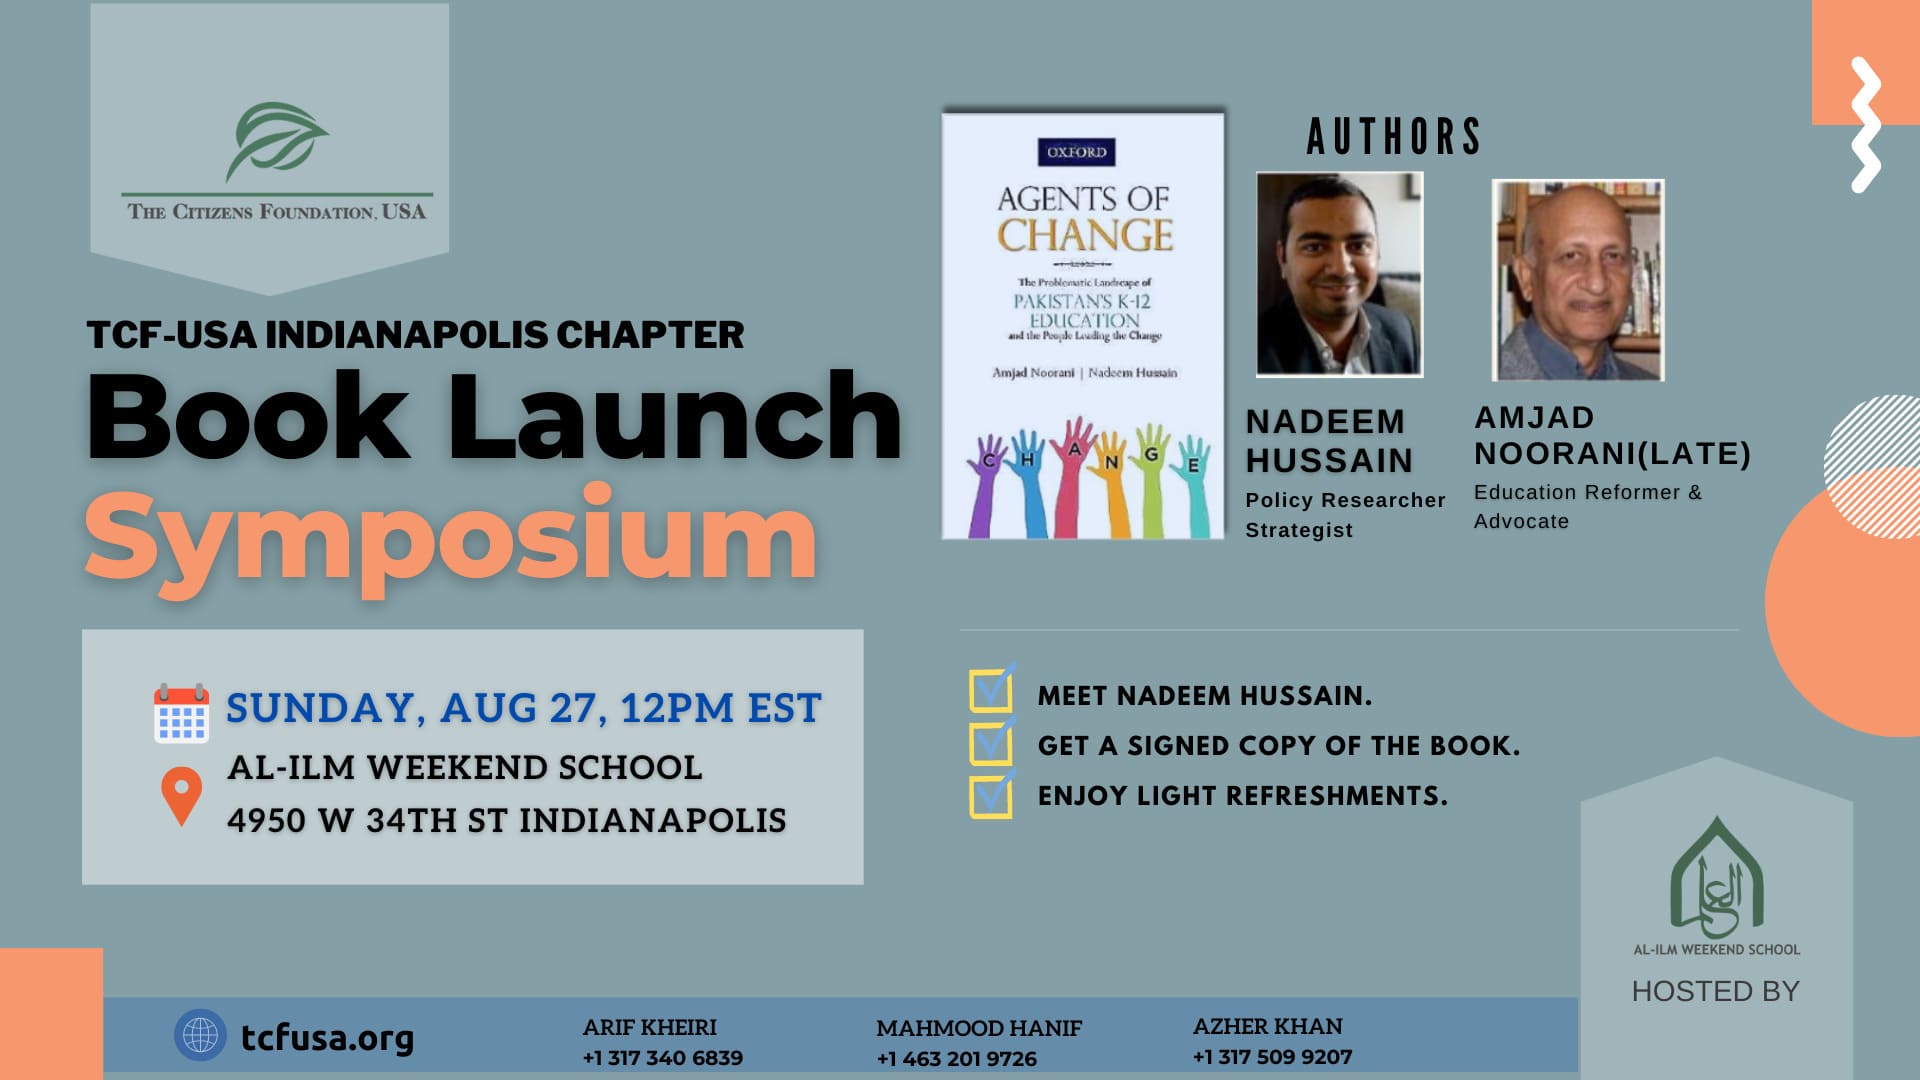 THE CITIZENS FOUNDATION, USA
TCF-USA INDIANAPOLIS CHAPTER
Book Launch
Symposium
SUNDAY, AUG 27, 12PM EST
AL-ILM WEEKEND SCHOOL
4950 W 34TH ST INDIANAPOLIS
OXFORD
AGENTS OF
CHANGE
The Problematic Landscape of
PAKISTAN'S K-12
EDUCATION
and the People Leading the Change
Amjad Noorani | Nadeem Hussain
C H A N G E
AUTHORS
NADEEM
HUSSAIN
Policy Researcher
Strategist
AMJAD
NOORANI(LATE)
Education Reformer &
Advocate
MEET NADEEM HUSSAIN.
GET A SIGNED COPY OF THE BOOK.
ENJOY LIGHT REFRESHMENTS.
العلم
AL-ILM WEEKEND SCHOOL
HOSTED BY
tcfusa.org
ARIF KHEIRI
+1 317 340 6839
MAHMOOD HANIF
+1 463 201 9726
AZHER KHAN
+1 317 509 9207